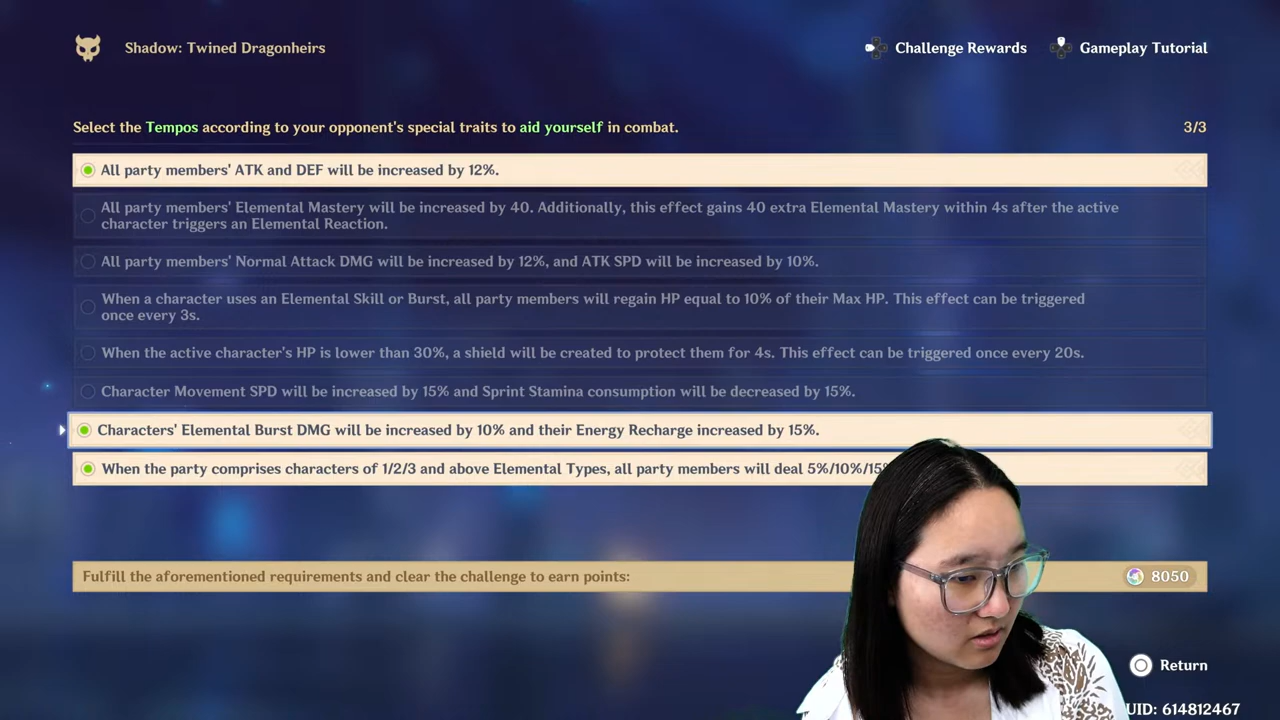 Shadow: Twined Dragonheirs
Challenge Rewards
Gameplay Tutorial
Select the Tempos according to your opponent's special traits to aid yourself in combat.
3/3
All party members' ATK and DEF will be increased by 12%.
All party members' Elemental Mastery will be increased by 40. Additionally, this effect gains 40 extra Elemental Mastery within 4s after the active
character triggers an Elemental Reaction.
All party members' Normal Attack DMG will be increased by 12%, and ATK SPD will be increased by 10%.
When a character uses an Elemental Skill or Burst, all party members will regain HP equal to 10% of their Max HP. This effect can be triggered
once every 3s.
When the active character's HP is lower than 30%, a shield will be created to protect them for 4s. This effect can be triggered once every 20s.
Character Movement SPD will be increased by 15% and Sprint Stamina consumption will be decreased by 15%.
Characters' Elemental Burst DMG will be increased by 10% and their Energy Recharge increased by 15%.
When the party comprises characters of 1/2/3 and above Elemental Types, all party members will deal 5%/10%/15
Fulfill the aforementioned requirements and clear the challenge to earn points:
8050
Return
UID: 614812467